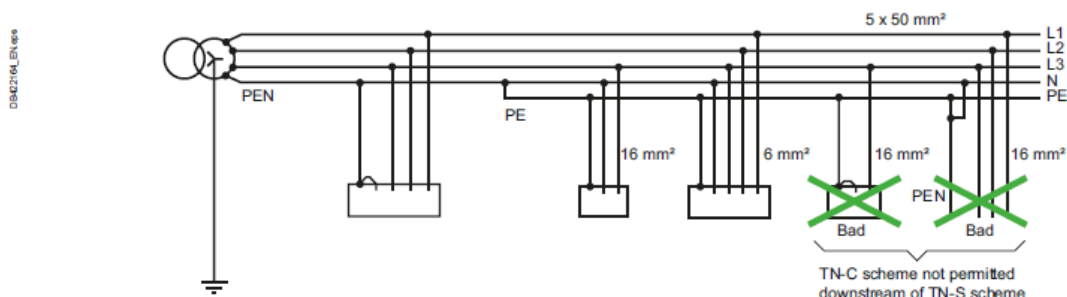 DB422164_EN.eps
5 x 50 mm²
L1
L2
L3
N
PE
PEN
PE
16 mm²
6 mm²
16 mm²
16 mm²
PEN
Bad
Bad
TN-C scheme not permitted
downstream of TN-S scheme